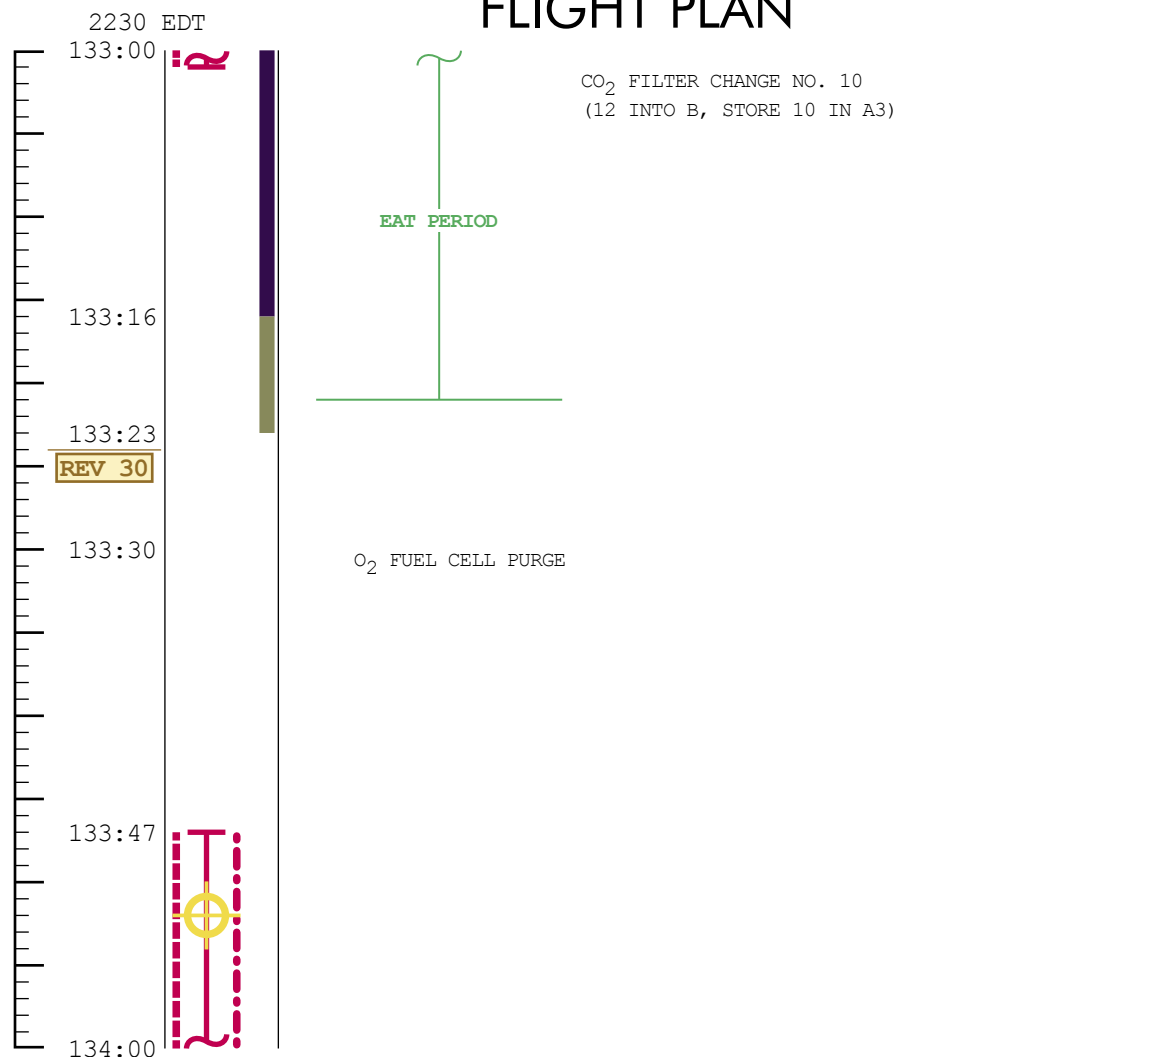 FLIGHT PLAN
2230 EDT
133:00
CO₂ FILTER CHANGE NO. 10
(12 INTO B, STORE 10 IN A3)
EAT PERIOD
133:16
133:23
REV 30
133:30
O₂ FUEL CELL PURGE
133:47
134:00